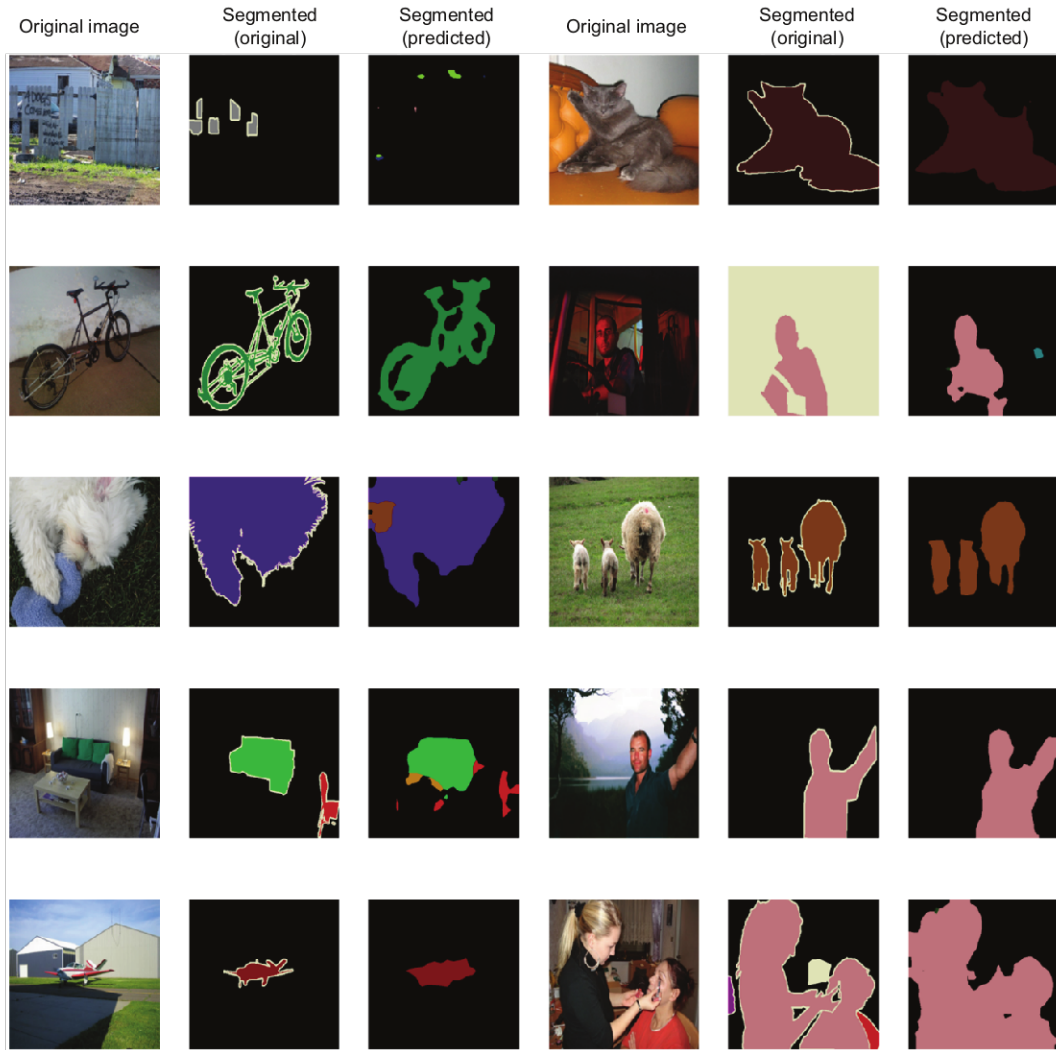 Original image
Segmented
(original)
Segmented
(predicted)
Original image
Segmented
(original)
Segmented
(predicted)